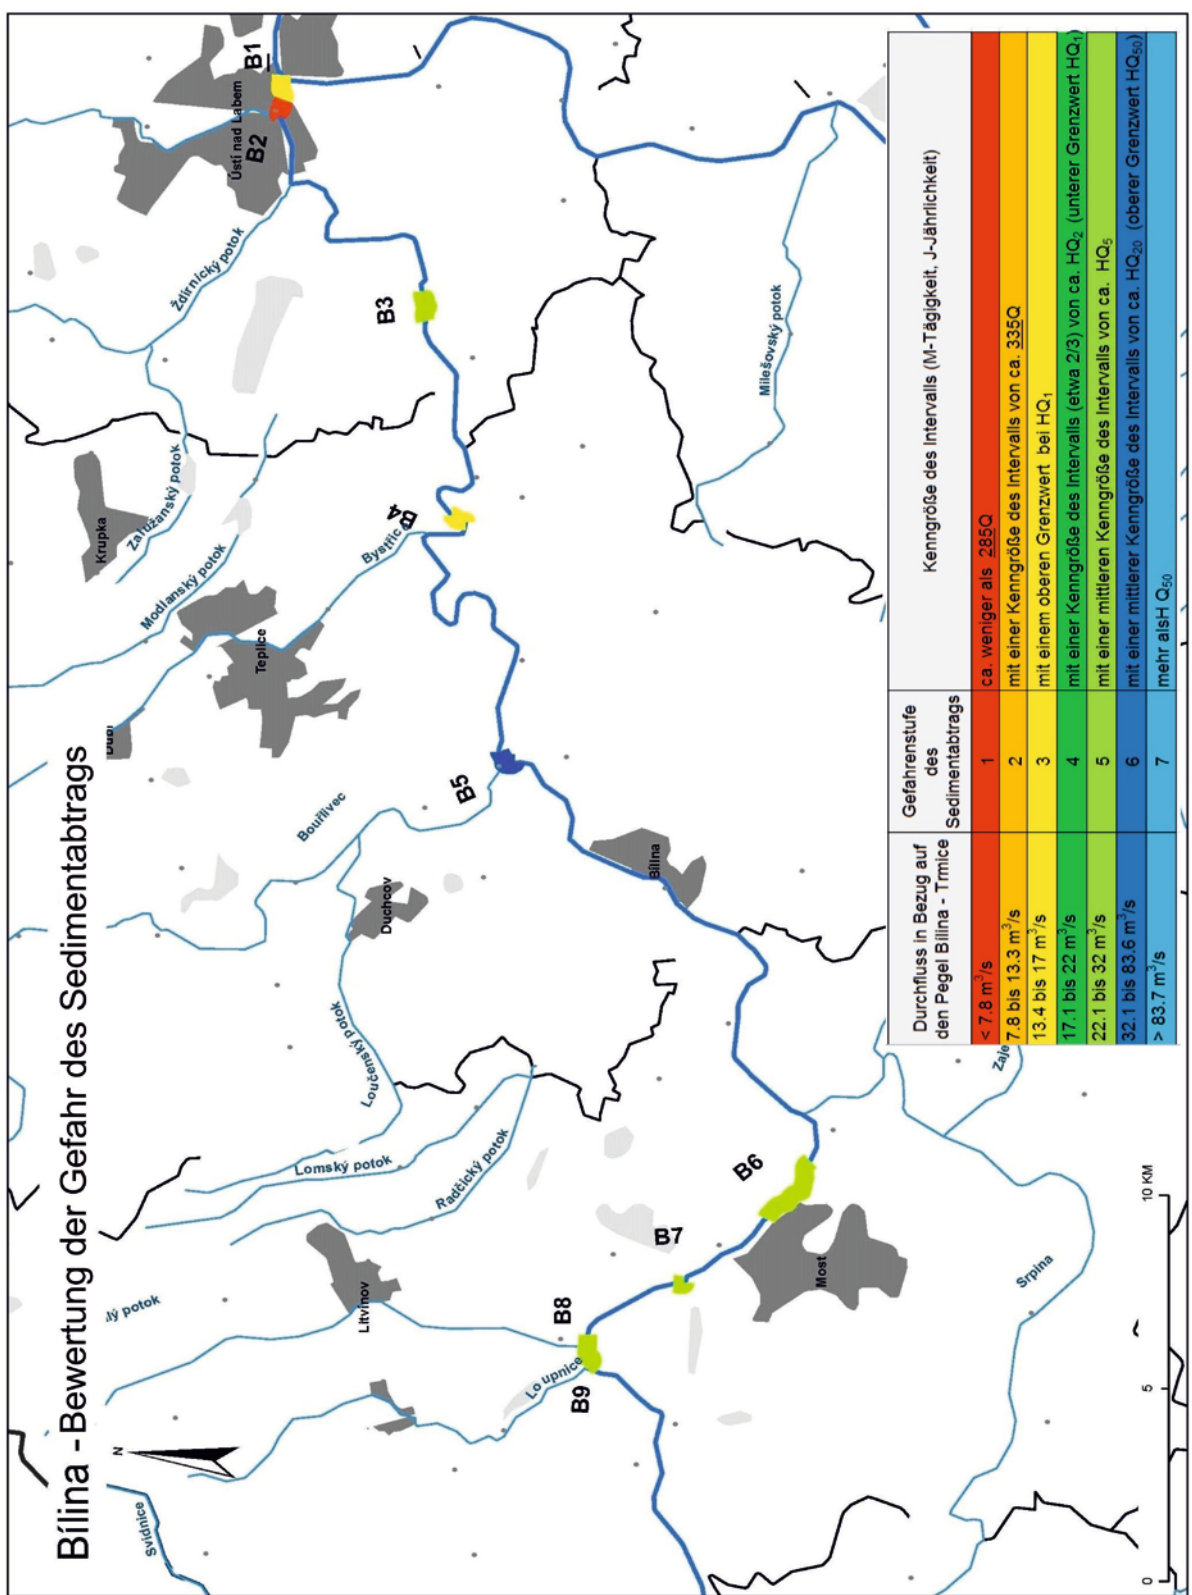 Bílina - Bewertung der Gefahr des Sedimentabtrags
N
Svídnice
lý potok
Litvínov
Lomský potok
Radčický potok
Loučenský potok
Duchcov
Bouřlivec
Teplice
Modlanský potok
Krupka
Zalužanský potok
Bystřice
Ždírnický potok
Ústí nad Labem
B1
B2
B3
B4
B5
B6
B7
B8
B9
Loupnice
Most
Bílina
Srpina
Zaje
Milešovský potok
0 5 10 KM
Durchfluss in Bezug auf den Pegel Bílina - Trmice
Gefahrenstufe des Sedimentabtrags
Kenngröße des Intervalls (M-Tägigkeit, J-Jährlichkeit)
< 7.8 m³/s 1 ca. weniger als 285Q
7.8 bis 13.3 m³/s 2 mit einer Kenngröße des Intervalls von ca. 335Q
13.4 bis 17 m³/s 3 mit einem oberen Grenzwert bei HQ₁
17.1 bis 22 m³/s 4 mit einer Kenngröße des Intervalls (etwa 2/3) von ca. HQ₂ (unterer Grenzwert HQ₁)
22.1 bis 32 m³/s 5 mit einer mittleren Kenngröße des Intervalls von ca. HQ₅
32.1 bis 83.6 m³/s 6 mit einer mittlerer Kenngröße des Intervalls von ca. HQ₂₀ (oberer Grenzwert HQ₅₀)
> 83.7 m³/s 7 mehr alsH Q₅₀